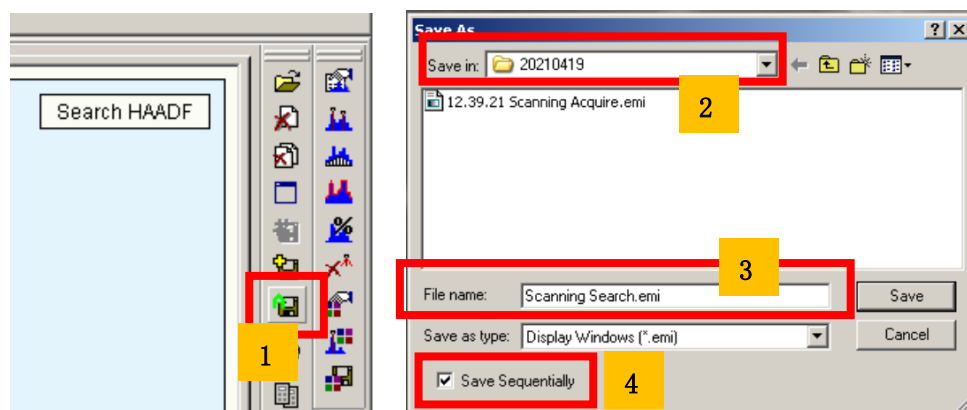 Search HAADF
1
Save As
Save in: 20210419
12.39.21 Scanning Acquire.emi
2
3
File name: Scanning Search.emi Save
Save as type: Display Windows (*.emi) Cancel
Save Sequentially 4